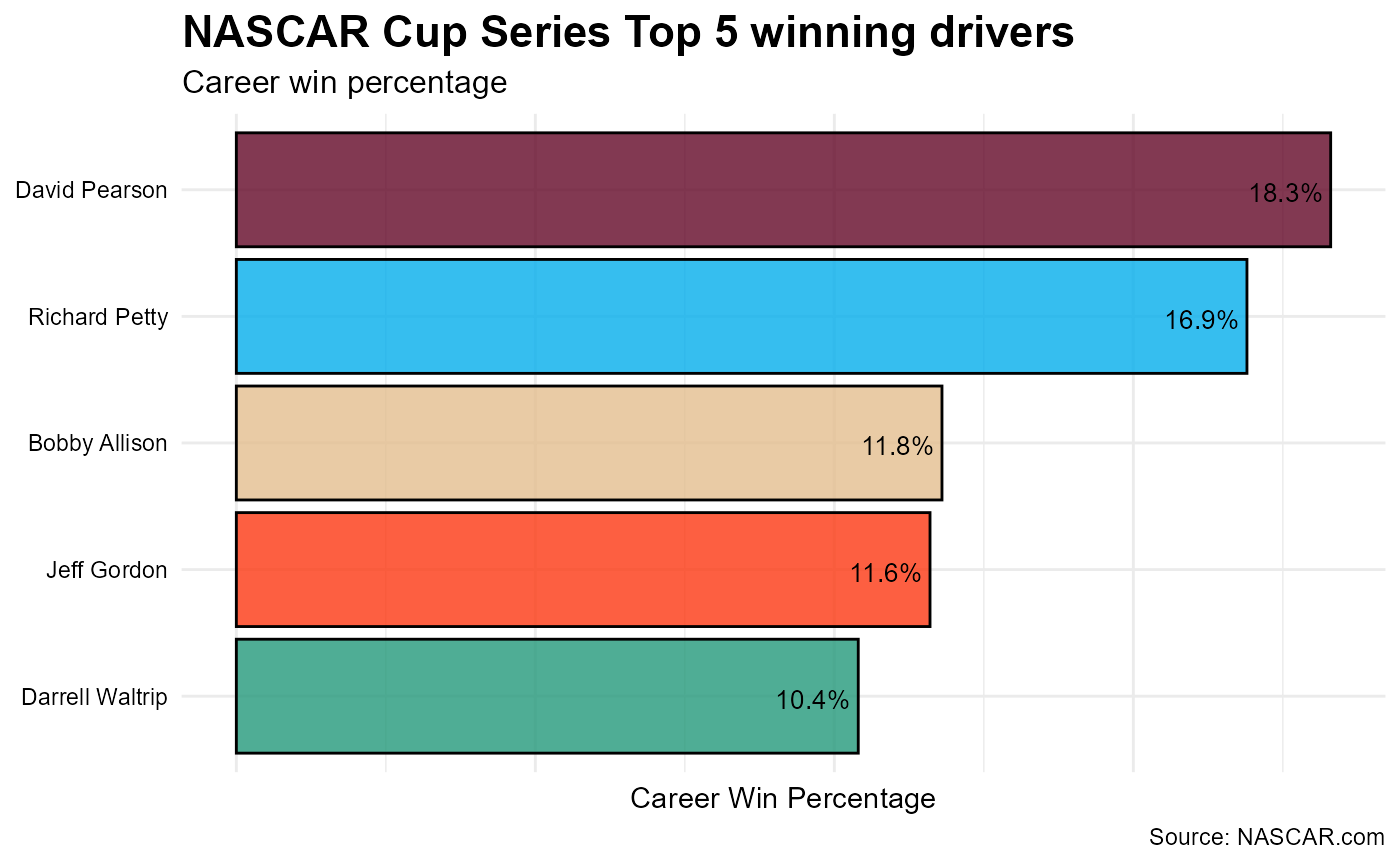 NASCAR Cup Series Top 5 winning drivers
Career win percentage
David Pearson
18.3%
Richard Petty
16.9%
Bobby Allison
11.8%
Jeff Gordon
11.6%
Darrell Waltrip
10.4%
Career Win Percentage
Source: NASCAR.com